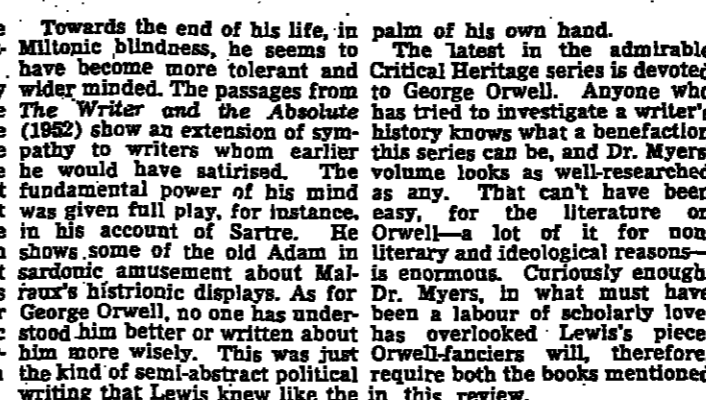 Towards the end of his life, in
Miltonic blindness, he seems to
have become more tolerant and
wider minded. The passages from
The Writer and the Absolute
(1952) show an extension of sym-
pathy to writers whom earlier
he would have satirised. The
fundamental power of his mind
was given full play, for instance,
in his account of Sartre. He
shows some of the old Adam in
sardonic amusement about Mal-
raux's histrionic displays. As for
George Orwell, no one has under-
stood him better or written about
him more wisely. This was just
the kind of semi-abstract political
writing that Lewis knew like the
palm of his own hand.
The latest in the admirable
Critical Heritage series is devoted
to George Orwell. Anyone who
has tried to investigate a writer's
history knows what a benefaction
this series can be, and Dr. Myers
volume looks as well-researched
as any. That can't have been
easy, for the literature on
Orwell—a lot of it for non
literary and ideological reasons—
is enormous. Curiously enough
Dr. Myers, in what must have
been a labour of scholarly love
has overlooked Lewis's piece
Orwell-fanciers will, therefore
require both the books mentioned
in this review.